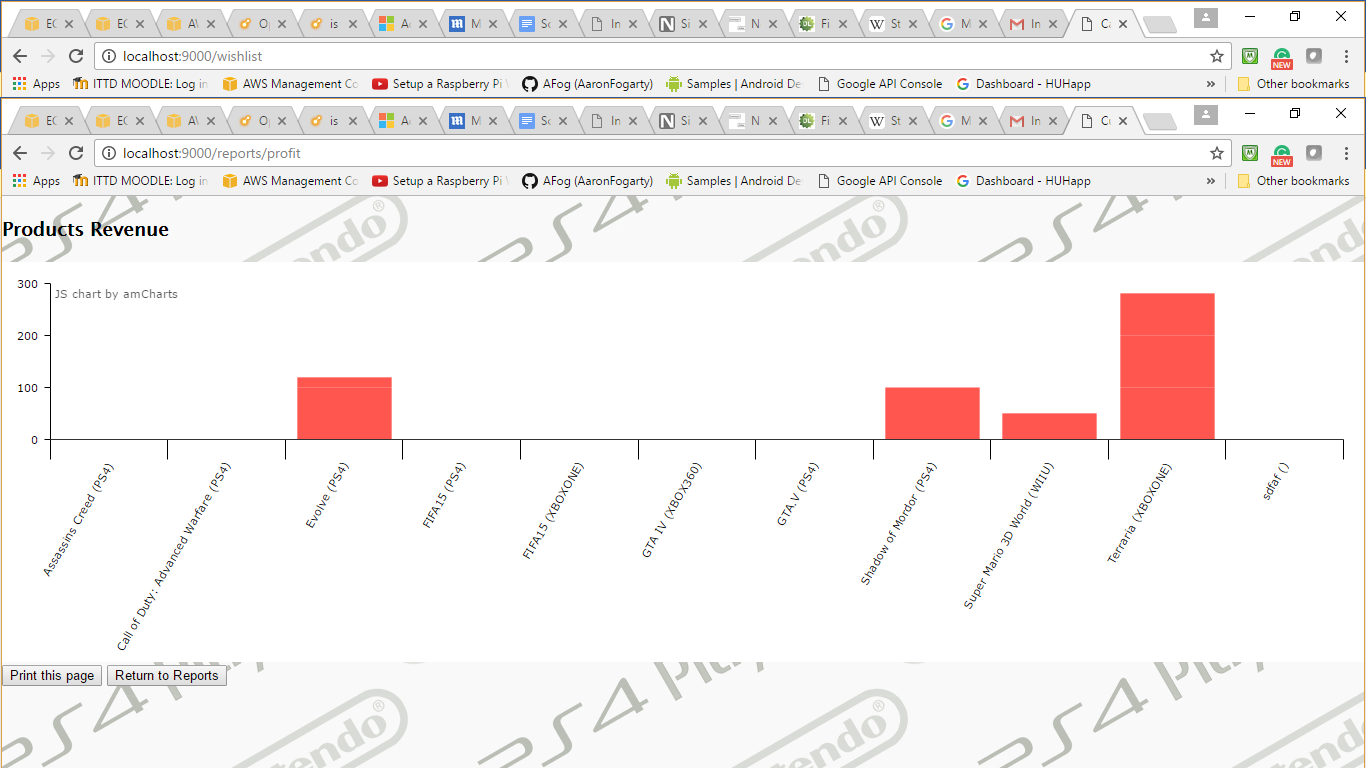 EC EC AV Op is Ac M Sc In Si N Fi St M In Ca
localhost:9000/wishlist
Apps ITTD MOODLE: Log in AWS Management Co Setup a Raspberry Pi AFog (AaronFogarty) Samples | Android De Google API Console Dashboard - HUHapp » Other bookmarks
NEW
EC EC AV Op is Ac M Sc In Si N Fi St M In Cu
localhost:9000/reports/profit
Apps ITTD MOODLE: Log in AWS Management Co Setup a Raspberry Pi AFog (AaronFogarty) Samples | Android De Google API Console Dashboard - HUHapp » Other bookmarks
NEW
Products Revenue
JS chart by amCharts
300
200
100
0
Assassins Creed (PS4)
Call of Duty: Advanced Warfare (PS4)
Evolve (PS4)
FIFA15 (PS4)
FIFA15 (XBOXONE)
GTA IV (XBOX360)
GTA.V (PS4)
Shadow of Mordor (PS4)
Super Mario 3D World (WIIU)
Terraria (XBOXONE)
sdfaf ()
Print this page Return to Reports
PS4